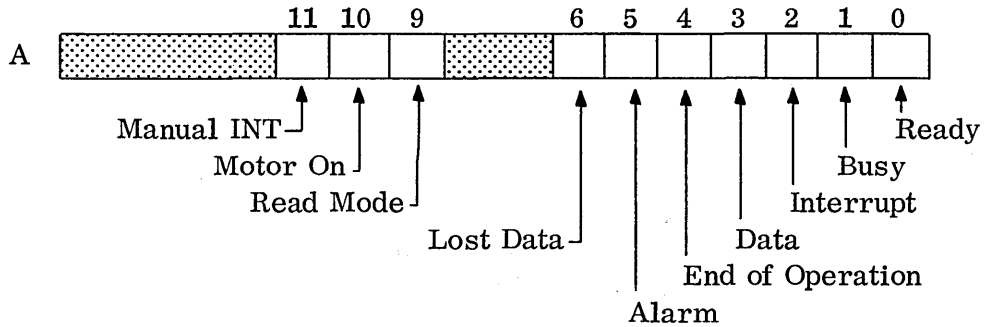 11 10 9 6 5 4 3 2 1 0
A
Manual INT
Ready
Motor On
Busy
Read Mode
Interrupt
Lost Data
Data
End of Operation
Alarm